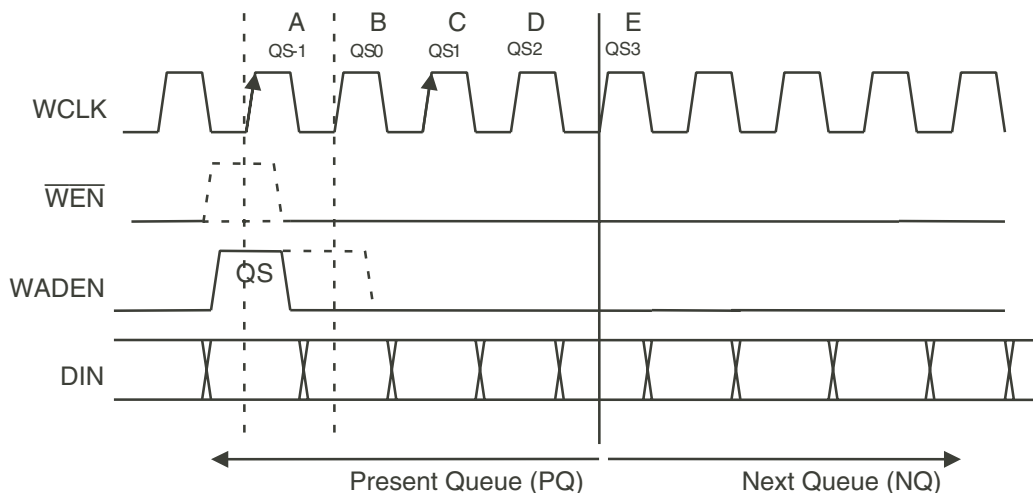 A B C D E
QS-1 QS0 QS1 QS2 QS3
WCLK
WEN
QS
WADEN
DIN
Present Queue (PQ) Next Queue (NQ)